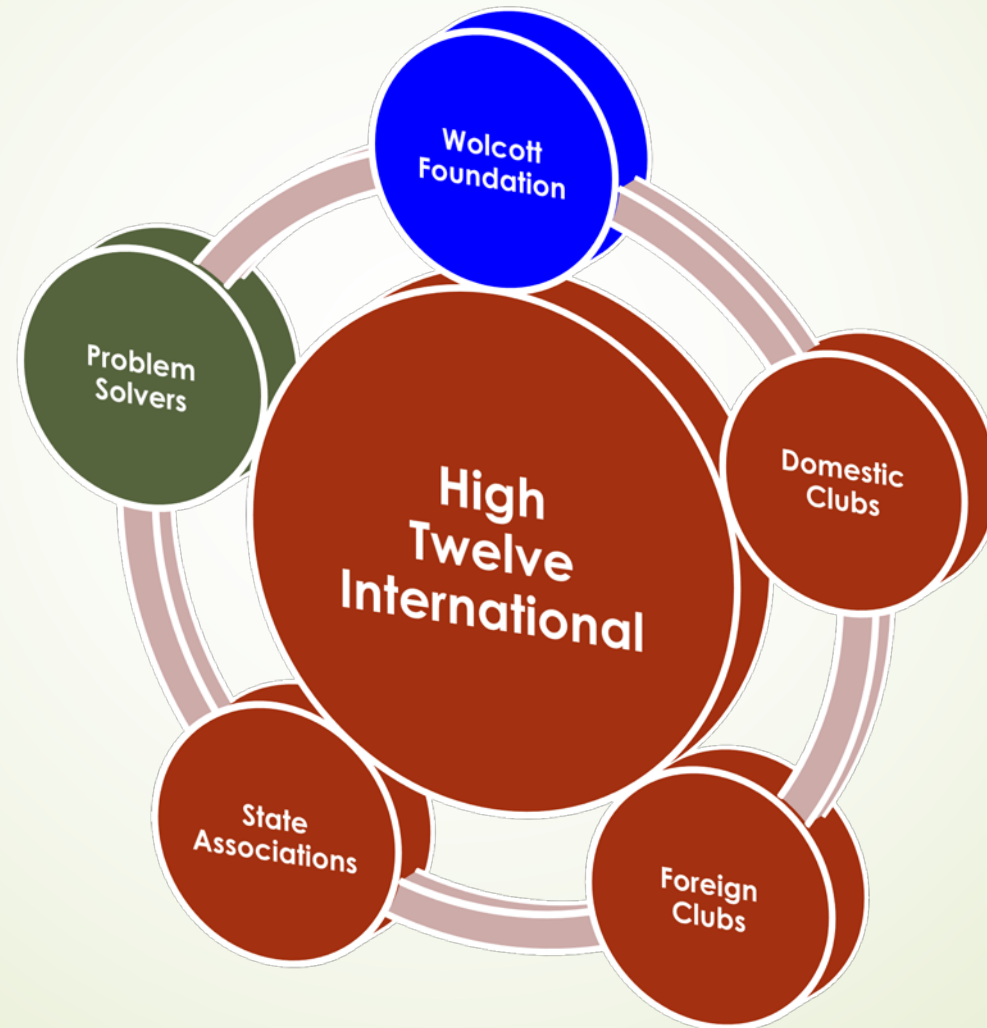 Wolcott
Foundation
Problem
Solvers
Domestic
Clubs
High
Twelve
International
State
Associations
Foreign
Clubs